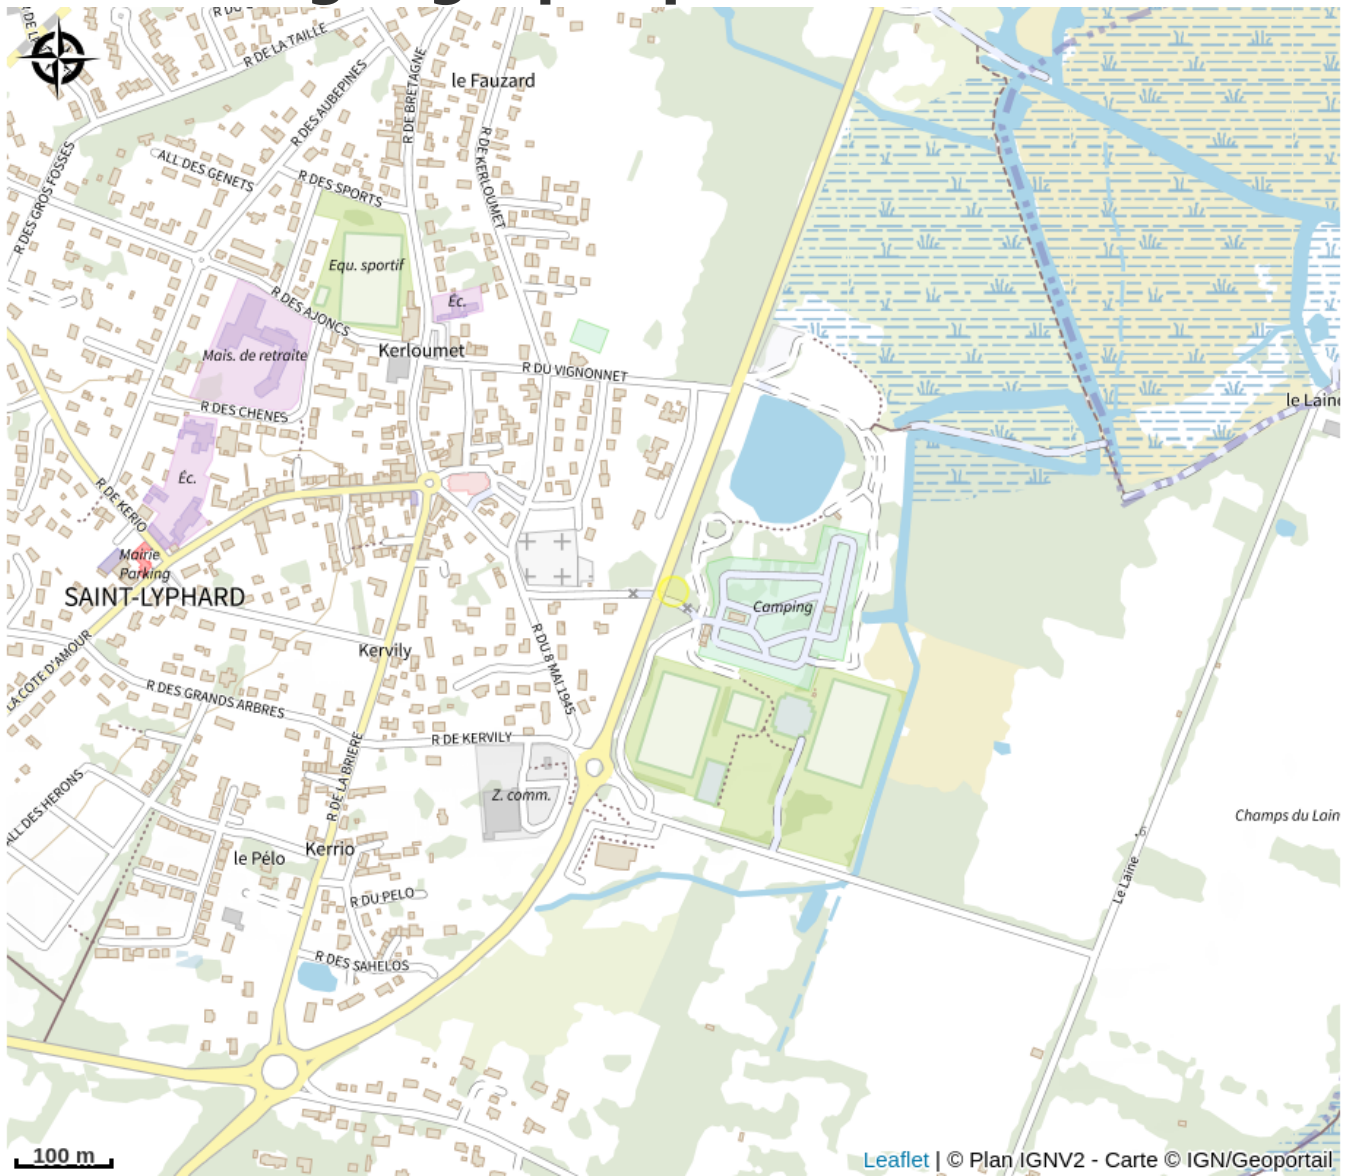 R DE LA TAILLE
R DES AUBEPINES
R DE BRETAGNE
le Fauzard
R DES GROS FOSSES
ALL DES GENETS
R DES SPORTS
R DE KERLOUMET
Equ. sportif
R DES AJONCS
Éc.
Mais. de retraite
Kerloumet
R DU VIGNONNET
le Laine
R DES CHENES
Éc.
R DE KERIO
Mairie
Parking
SAINT-LYPHARD
Camping
LA COTE D'AMOUR
Kervily
R DU 8 MAI 1945
R DES GRANDS ARBRES
R DE KERVILY
R DE LA BRIERE
Z. comm.
ALL DES HERONS
Champs du Lain
6
le Pélo
Kerrio
Le Laine
R DU PELO
R DES SAHELOS
100 m
Leaflet | © Plan IGNV2 - Carte © IGN/Geoportail